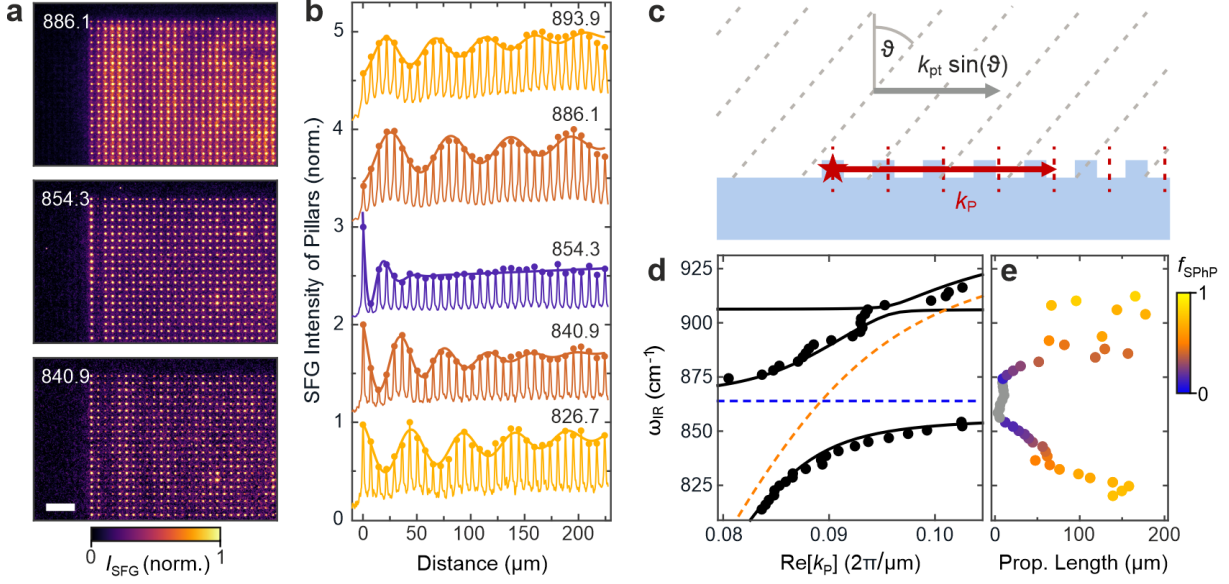 a
886.1
854.3
840.9
0
1
I_SFG (norm.)
b
SFG Intensity of Pillars (norm.)
5
4
3
2
1
0
893.9
886.1
854.3
840.9
826.7
0
50
100
150
200
Distance (µm)
c
ϑ
k_pt sin(ϑ)
k_P
d
ω_IR (cm⁻¹)
925
900
875
850
825
0.08
0.09
0.10
Re[k_P] (2π/µm)
e
f_SPhP
1
0
0
50
100
150
200
Prop. Length (µm)